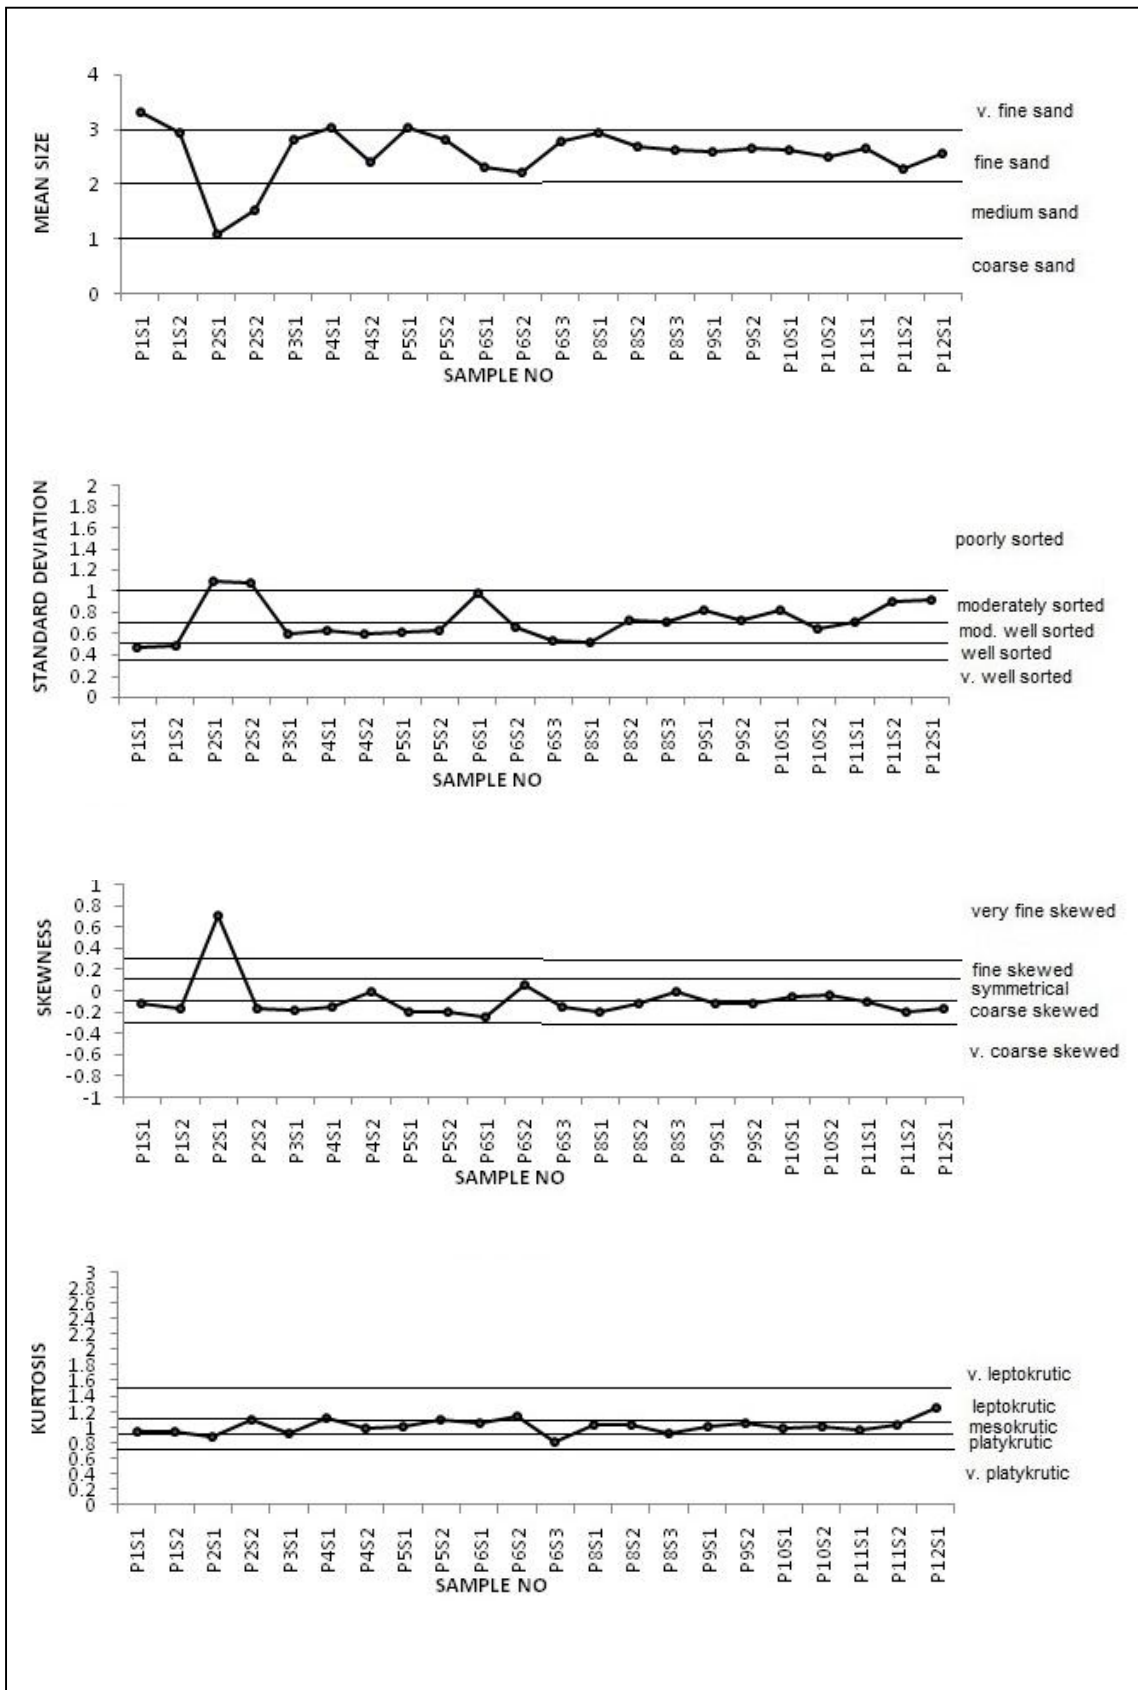 4
v. fine sand
3
fine sand
MEAN SIZE
2
medium sand
1
coarse sand
0
P1S1 P1S2 P2S1 P2S2 P3S1 P4S1 P4S2 P5S1 P5S2 P6S1 P6S2 P6S3 P8S1 P8S2 P8S3 P9S1 P9S2 P10S1 P10S2 P11S1 P11S2 P12S1
SAMPLE NO
2
1.8
1.6
poorly sorted
1.4
1.2
STANDARD DEVIATION
1
moderately sorted
0.8
mod. well sorted
0.6
well sorted
0.4
v. well sorted
0.2
0
P1S1 P1S2 P2S1 P2S2 P3S1 P4S1 P4S2 P5S1 P5S2 P6S1 P6S2 P6S3 P8S1 P8S2 P8S3 P9S1 P9S2 P10S1 P10S2 P11S1 P11S2 P12S1
SAMPLE NO
1
0.8
very fine skewed
0.6
0.4
0.2
fine skewed
SKEWNESS
0
symmetrical
-0.2
coarse skewed
-0.4
-0.6
v. coarse skewed
-0.8
-1
P1S1 P1S2 P2S1 P2S2 P3S1 P4S1 P4S2 P5S1 P5S2 P6S1 P6S2 P6S3 P8S1 P8S2 P8S3 P9S1 P9S2 P10S1 P10S2 P11S1 P11S2 P12S1
SAMPLE NO
3
2.8
2.6
2.4
2.2
2
1.8
1.6
v. leptokrutic
KURTOSIS
1.4
leptokrutic
1.2
mesokrutic
1
platykrutic
0.8
0.6
v. platykrutic
0.4
0.2
0
P1S1 P1S2 P2S1 P2S2 P3S1 P4S1 P4S2 P5S1 P5S2 P6S1 P6S2 P6S3 P8S1 P8S2 P8S3 P9S1 P9S2 P10S1 P10S2 P11S1 P11S2 P12S1
SAMPLE NO